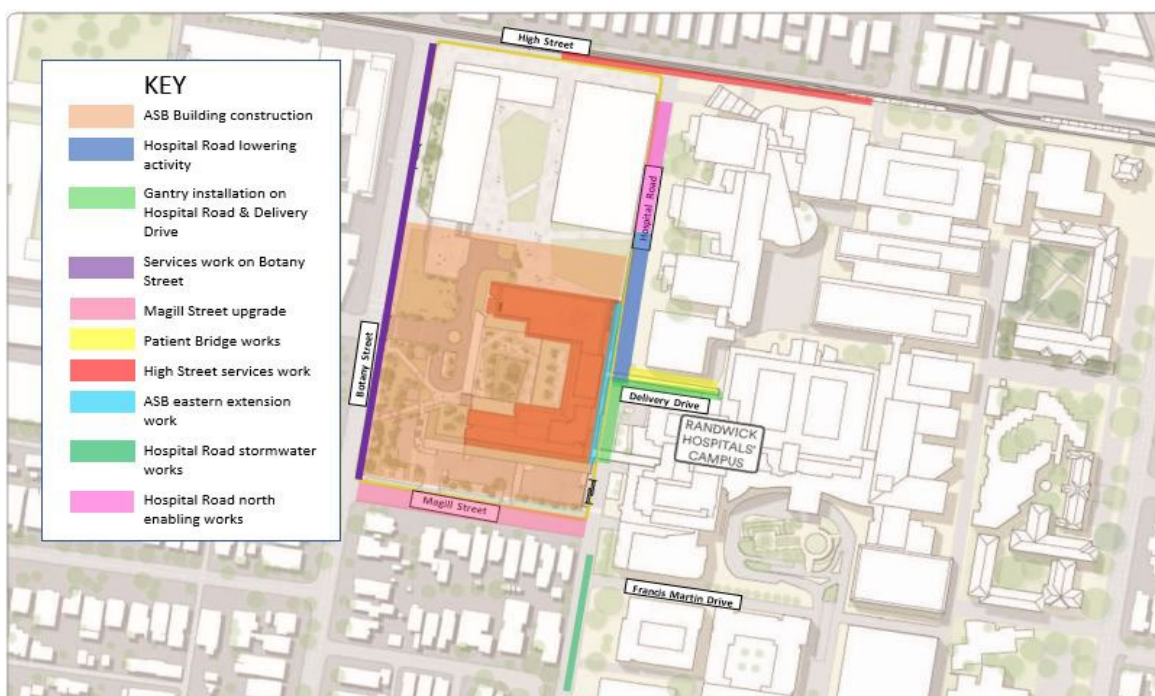 High Street
KEY
ASB Building construction
Hospital Road lowering
activity
Gantry installation on
Hospital Road & Delivery
Drive
Services work on Botany
Street
Magill Street upgrade
Patient Bridge works
High Street services work
ASB eastern extension
work
Hospital Road stormwater
works
Hospital Road north
enabling works
Hospital Road
Botany Street
Delivery Drive
RANDWICK
HOSPITALS'
CAMPUS
Magill Street
Francis Martin Drive